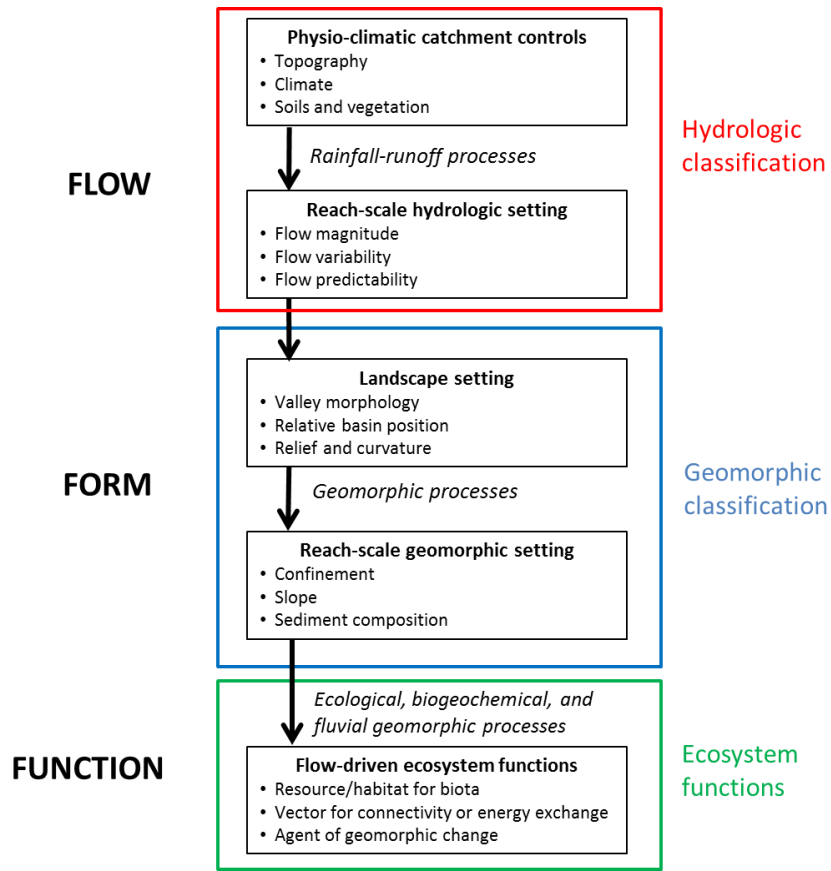 Physio-climatic catchment controls
• Topography
• Climate
• Soils and vegetation
Hydrologic
classification
Rainfall-runoff processes
FLOW
Reach-scale hydrologic setting
• Flow magnitude
• Flow variability
• Flow predictability
Landscape setting
• Valley morphology
• Relative basin position
• Relief and curvature
FORM
Geomorphic processes
Geomorphic
classification
Reach-scale geomorphic setting
• Confinement
• Slope
• Sediment composition
Ecological, biogeochemical, and
fluvial geomorphic processes
FUNCTION
Flow-driven ecosystem functions
• Resource/habitat for biota
• Vector for connectivity or energy exchange
• Agent of geomorphic change
Ecosystem
functions